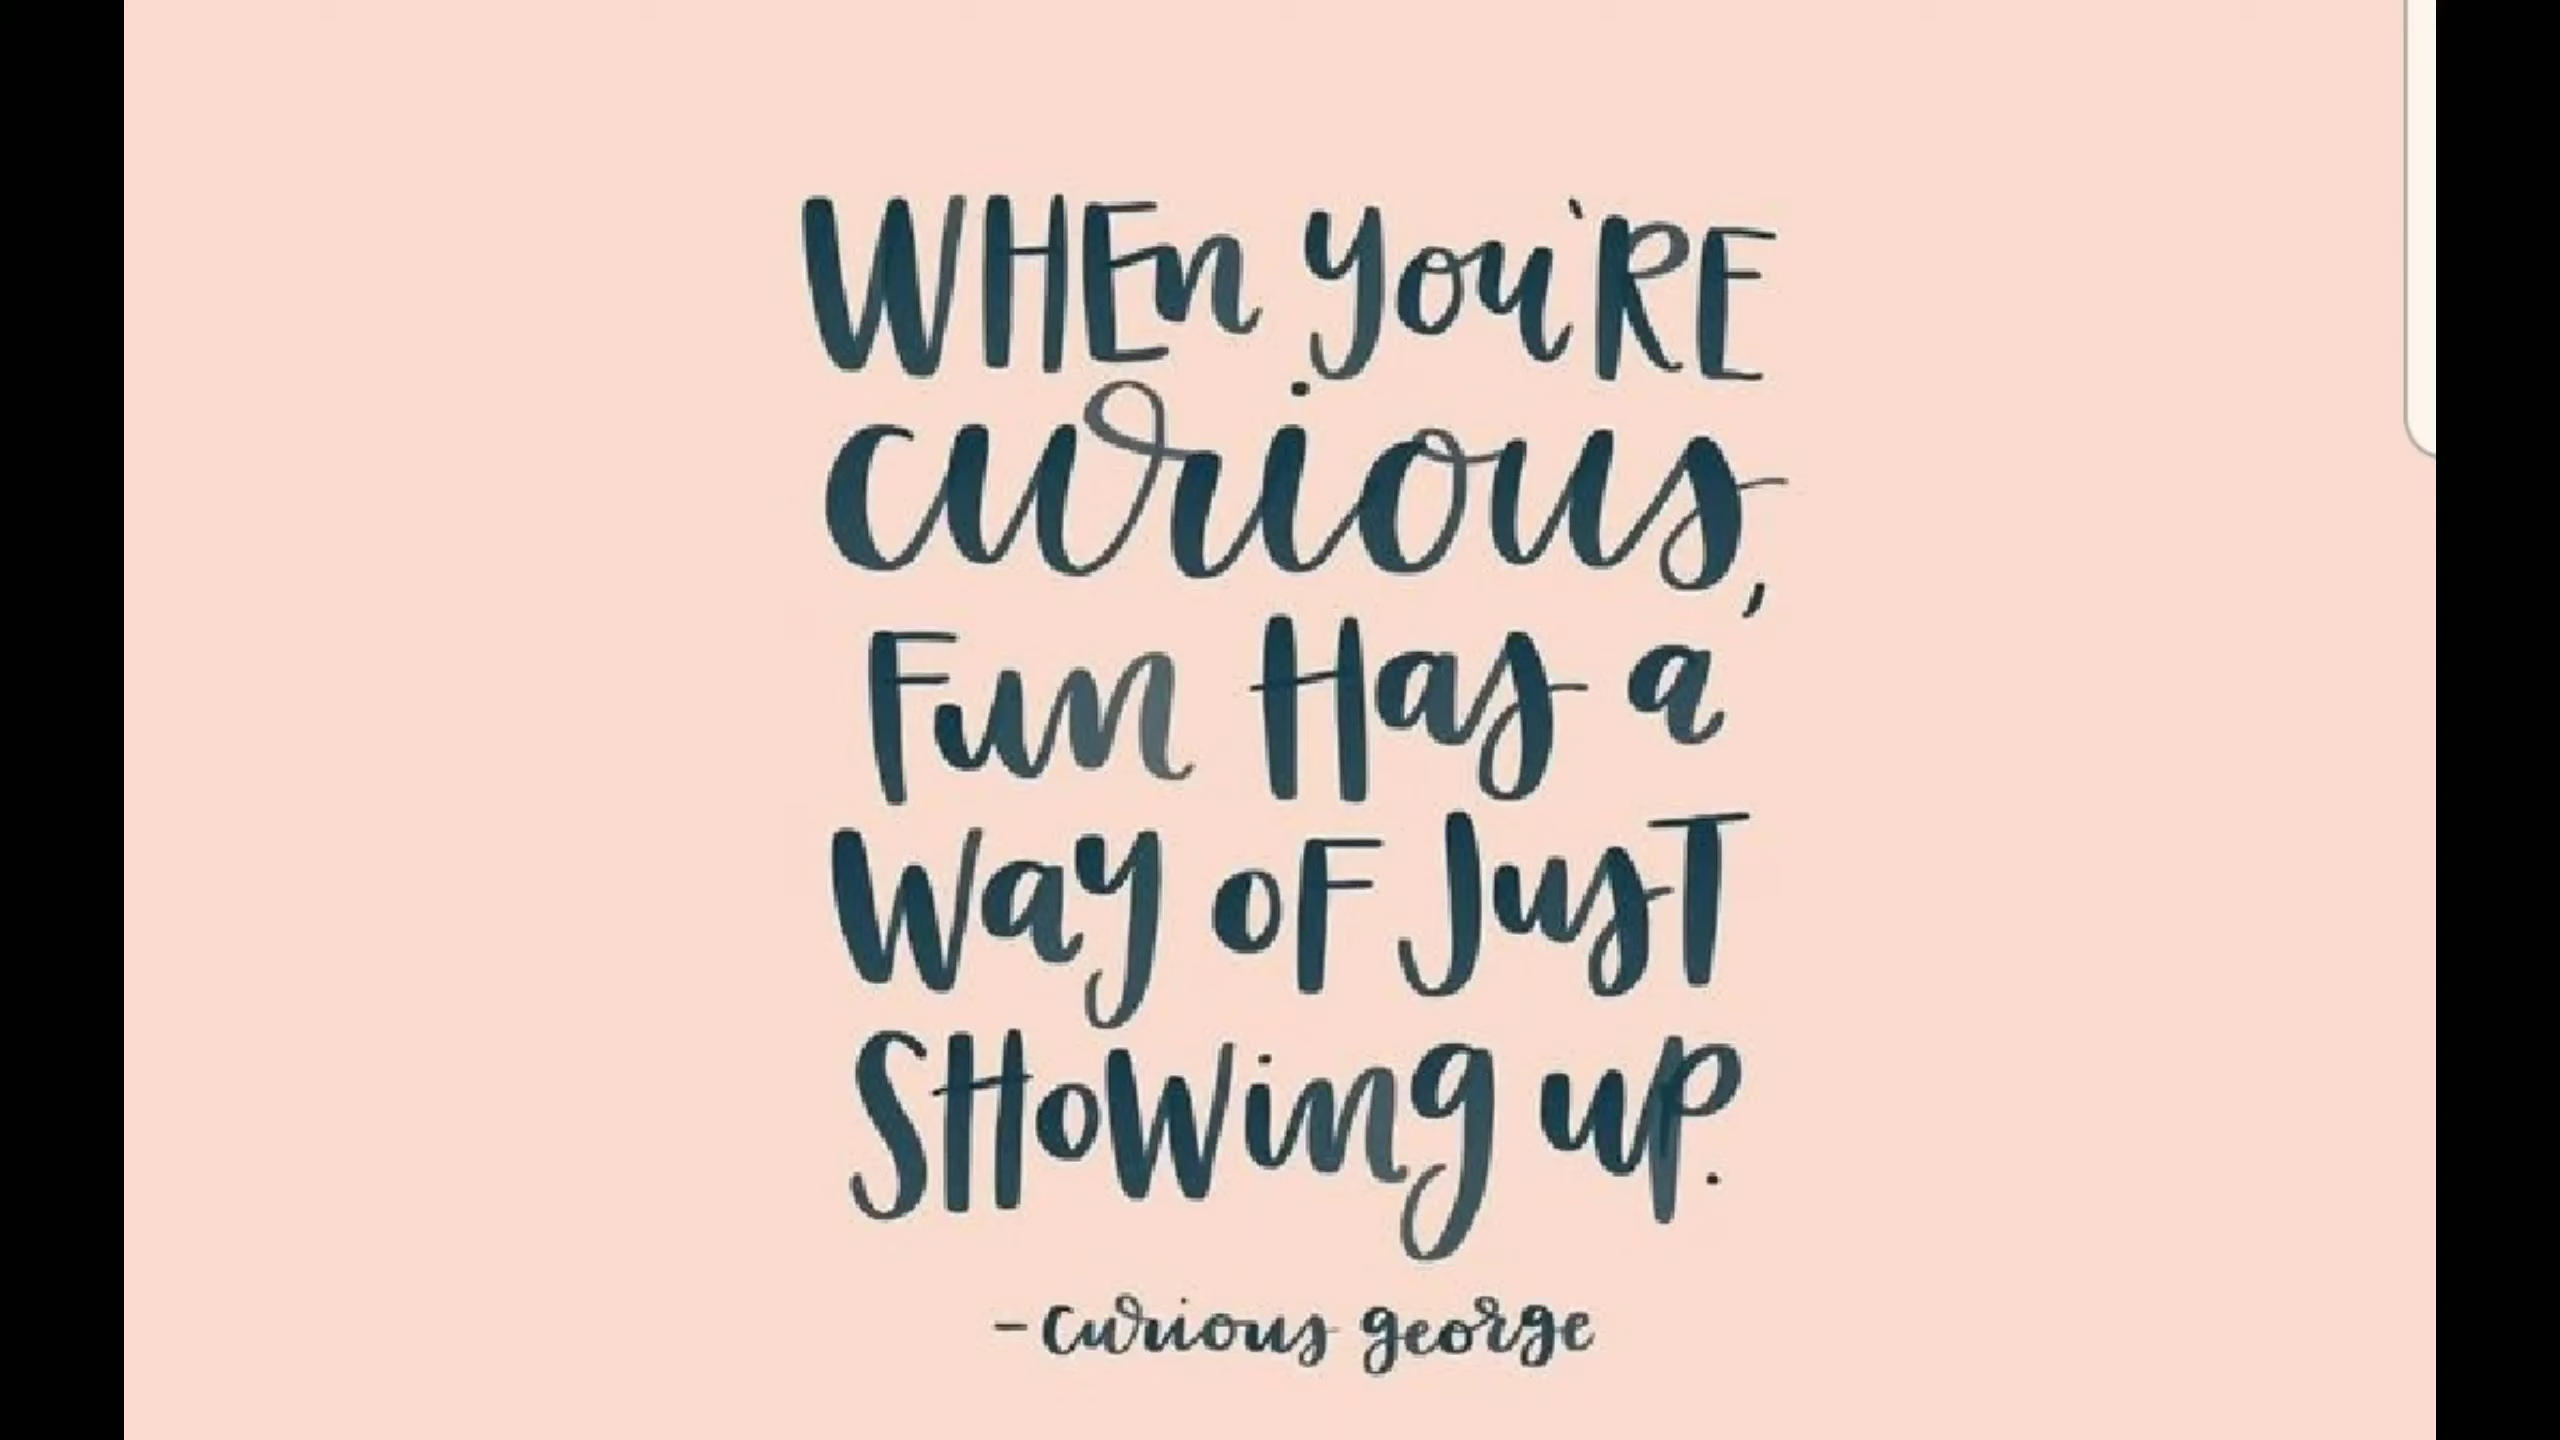 WHEn you'RE
curious,
Fun Has a
Way oF JusT
SHoWing up.
- Curious george